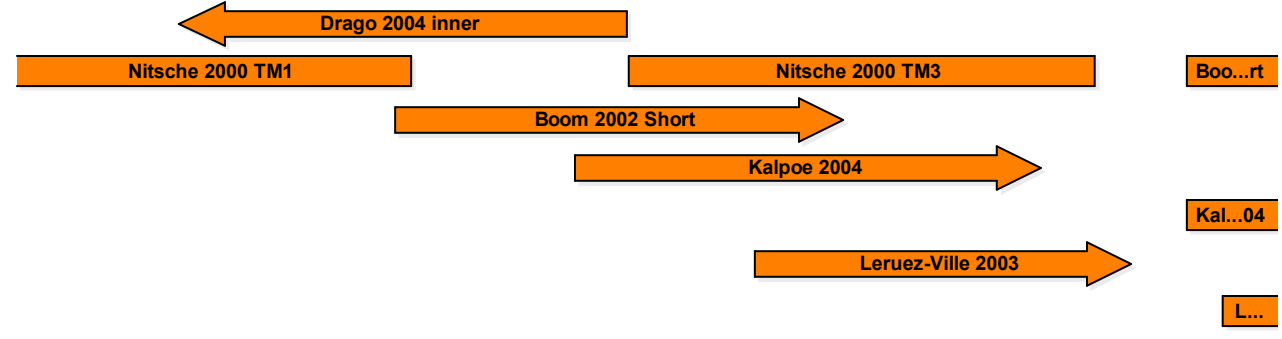 Drago 2004 inner
Nitsche 2000 TM1
Nitsche 2000 TM3
Boo...rt
Boom 2002 Short
Kalpoe 2004
Kal...04
Leruez-Ville 2003
L...